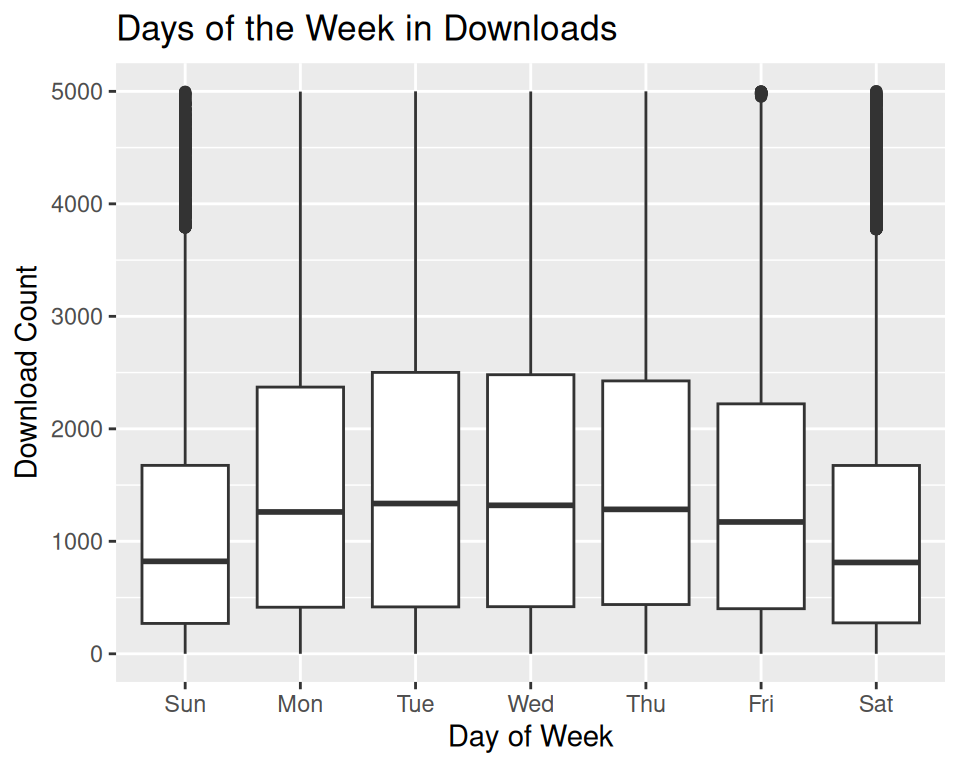 Days of the Week in Downloads
5000
4000
3000
2000
1000
0
Download Count
Sun Mon Tue Wed Thu Fri Sat
Day of Week